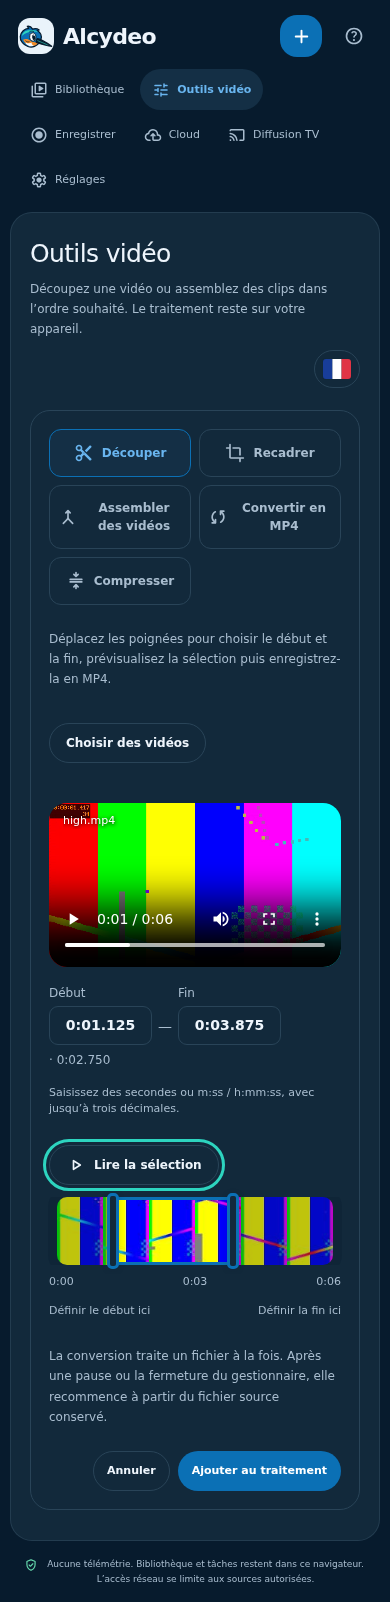 Alcydeo
Bibliothèque
Outils vidéo
Enregistrer
Cloud
Diffusion TV
Réglages
Outils vidéo
Découpez une vidéo ou assemblez des clips dans
l’ordre souhaité. Le traitement reste sur votre
appareil.
Découper
Recadrer
Assembler
des vidéos
Convertir en
MP4
Compresser
Déplacez les poignées pour choisir le début et
la fin, prévisualisez la sélection puis enregistrez-
la en MP4.
Choisir des vidéos
high.mp4
0:01 / 0:06
Début
Fin
0:01.125
—
0:03.875
· 0:02.750
Saisissez des secondes ou m:ss / h:mm:ss, avec
jusqu’à trois décimales.
Lire la sélection
0:00
0:03
0:06
Définir le début ici
Définir la fin ici
La conversion traite un fichier à la fois. Après
une pause ou la fermeture du gestionnaire, elle
recommence à partir du fichier source
conservé.
Annuler
Ajouter au traitement
Aucune télémétrie. Bibliothèque et tâches restent dans ce navigateur.
L’accès réseau se limite aux sources autorisées.